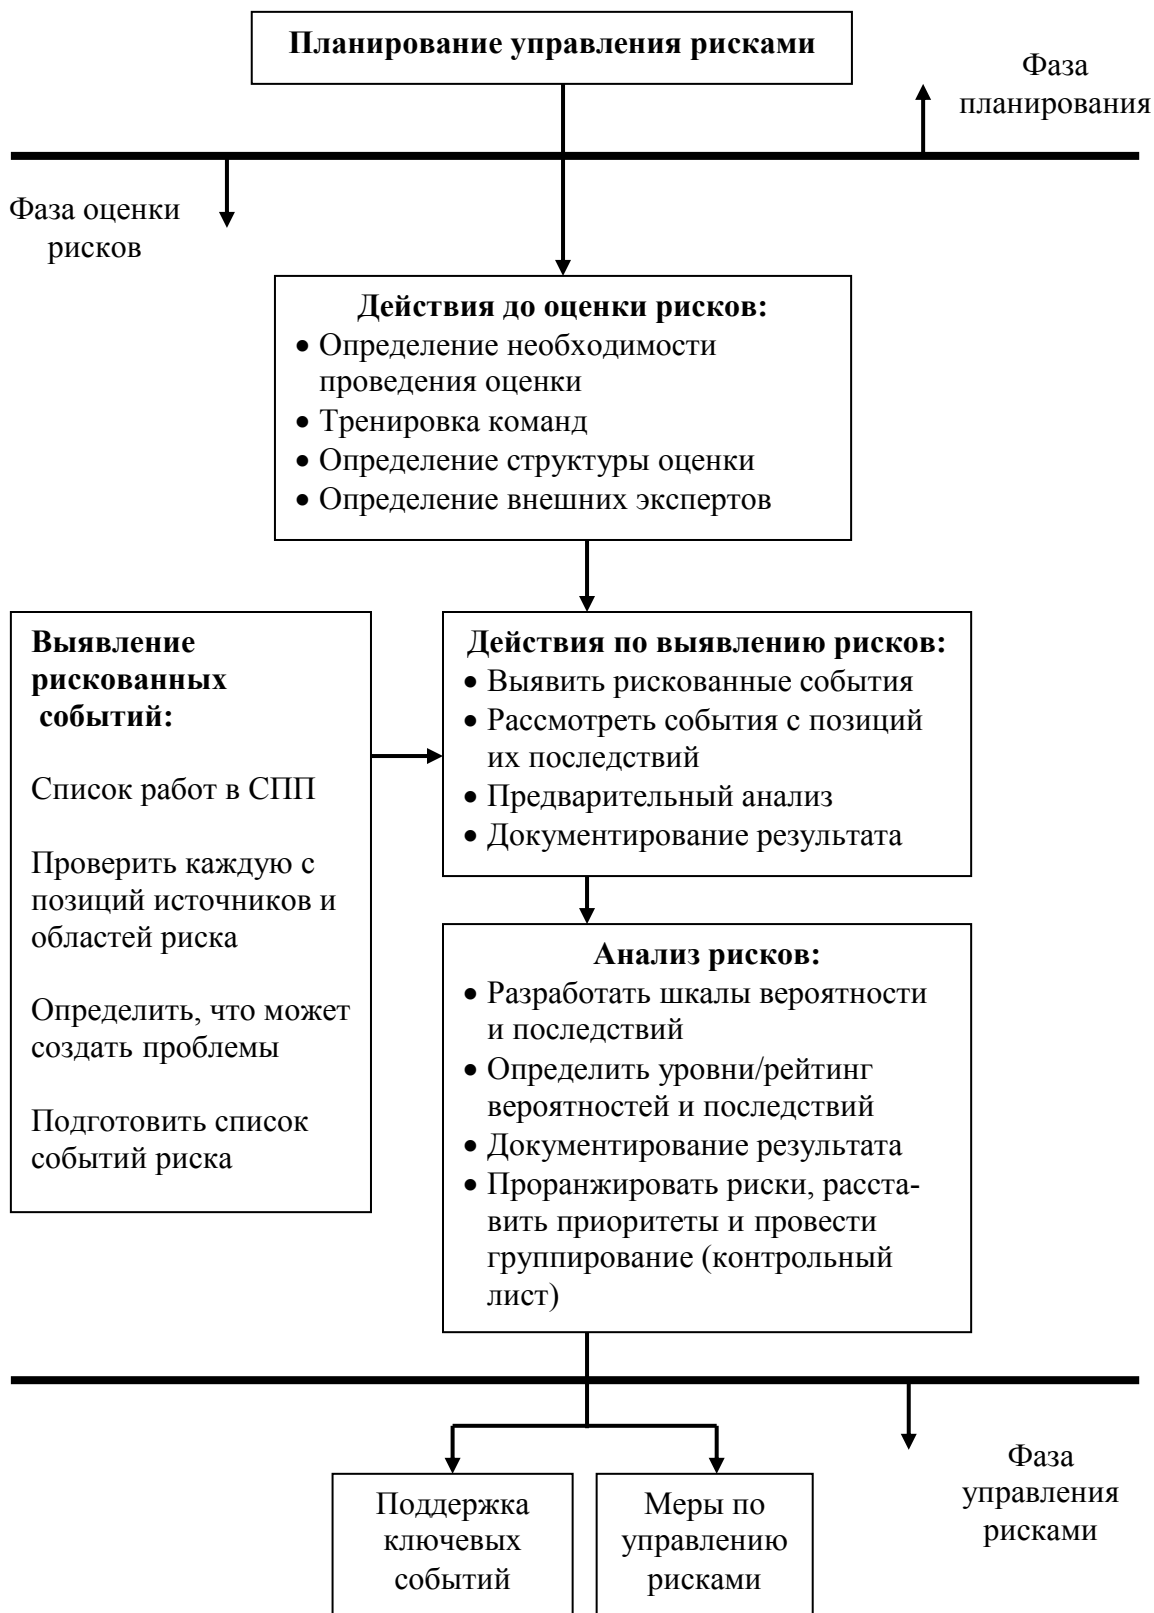 Планирование управления рисками
Фаза
планирования
Фаза оценки
рисков
Действия до оценки рисков:
• Определение необходимости
проведения оценки
• Тренировка команд
• Определение структуры оценки
• Определение внешних экспертов
Выявление
рискованных
событий:
Список работ в СПП
Проверить каждую с
позиций источников и
областей риска
Определить, что может
создать проблемы
Подготовить список
событий риска
Действия по выявлению рисков:
• Выявить рискованные события
• Рассмотреть события с позиций
их последствий
• Предварительный анализ
• Документирование результата
Анализ рисков:
• Разработать шкалы вероятности
и последствий
• Определить уровни/рейтинг
вероятностей и последствий
• Документирование результата
• Проранжировать риски, расста-
вить приоритеты и провести
группирование (контрольный
лист)
Фаза
управления
рисками
Поддержка
ключевых
событий
Меры по
управлению
рисками